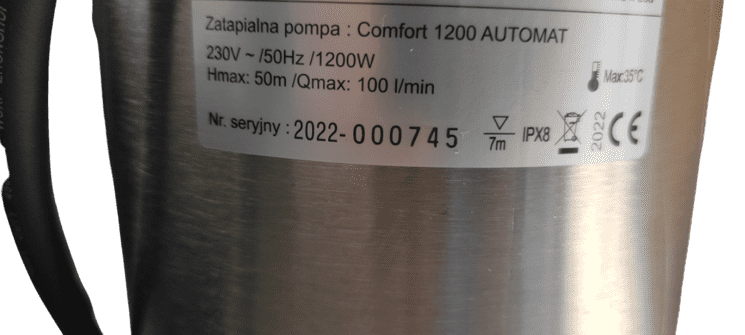 Zatapialna pompa : Comfort 1200 AUTOMAT
230V ~ /50Hz /1200W
Hmax: 50m /Qmax: 100 l/min
Max:35°C
Nr. seryjny : 2022-000745
7m
IPX8
2022
CE